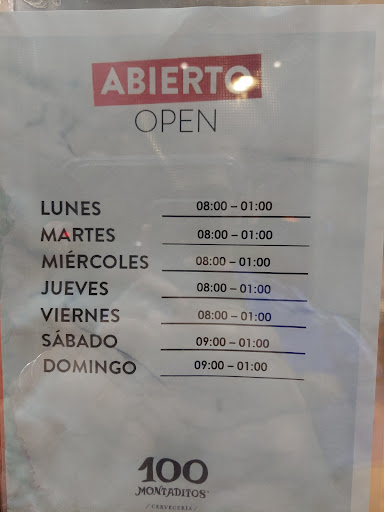 ABIERTO
OPEN
LUNES 08:00 – 01:00
MARTES 08:00 – 01:00
MIÉRCOLES 08:00 – 01:00
JUEVES 08:00 – 01:00
VIERNES 08:00 – 01:00
SÁBADO 09:00 – 01:00
DOMINGO 09:00 – 01:00
100
MONTADITOS
/ CERVECERÍA /